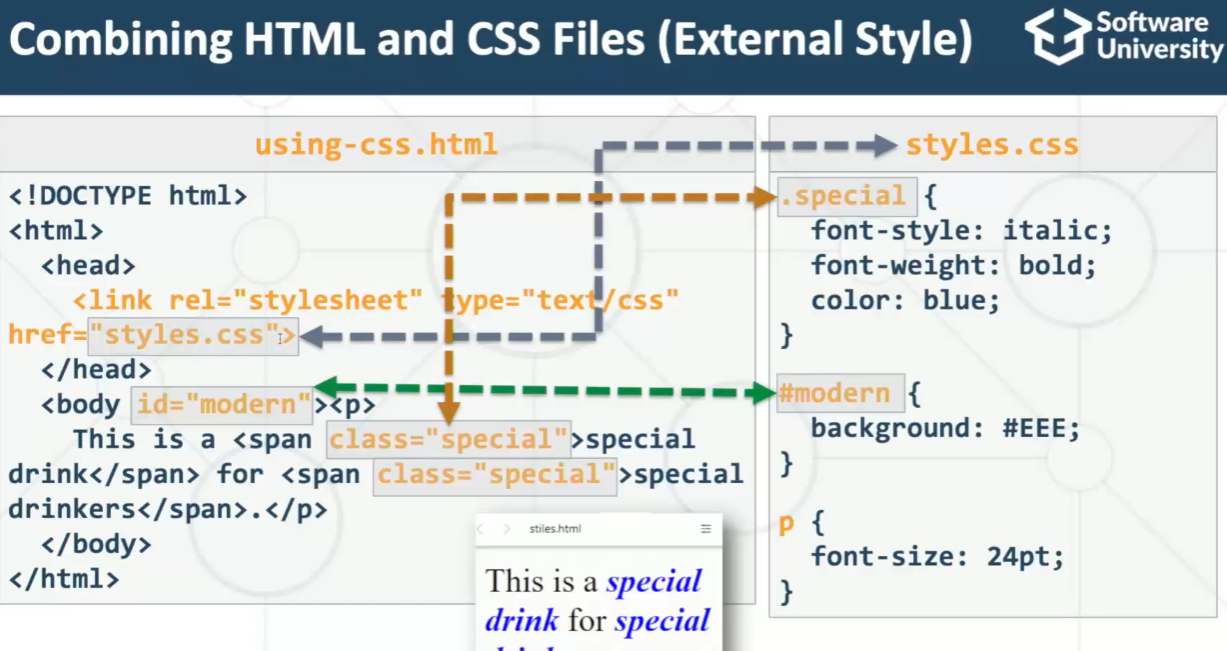 Combining HTML and CSS Files (External Style)
Software
University
using-css.html
<!DOCTYPE html>
<html>
  <head>
    <link rel="stylesheet" type="text/css"
href="styles.css">
  </head>
  <body id="modern"><p>
    This is a <span class="special">special
drink</span> for <span class="special">special
drinkers</span>.</p>
  </body>
</html>
styles.css
.special {
  font-style: italic;
  font-weight: bold;
  color: blue;
}
#modern {
  background: #EEE;
}
p {
  font-size: 24pt;
}
stiles.html
This is a special
drink for special